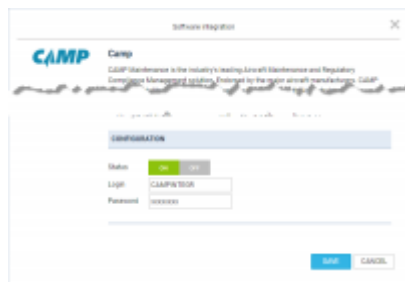 Software Integration
CAMP
Camp
CAMP Maintenance is the industry's leading Aircraft Maintenance and Regulatory
Compliance Management solution. Endorsed by the major aircraft manufacturers, CAMP
CONFIGURATION
Status ON OFF
Login
Password
SAVE CANCEL